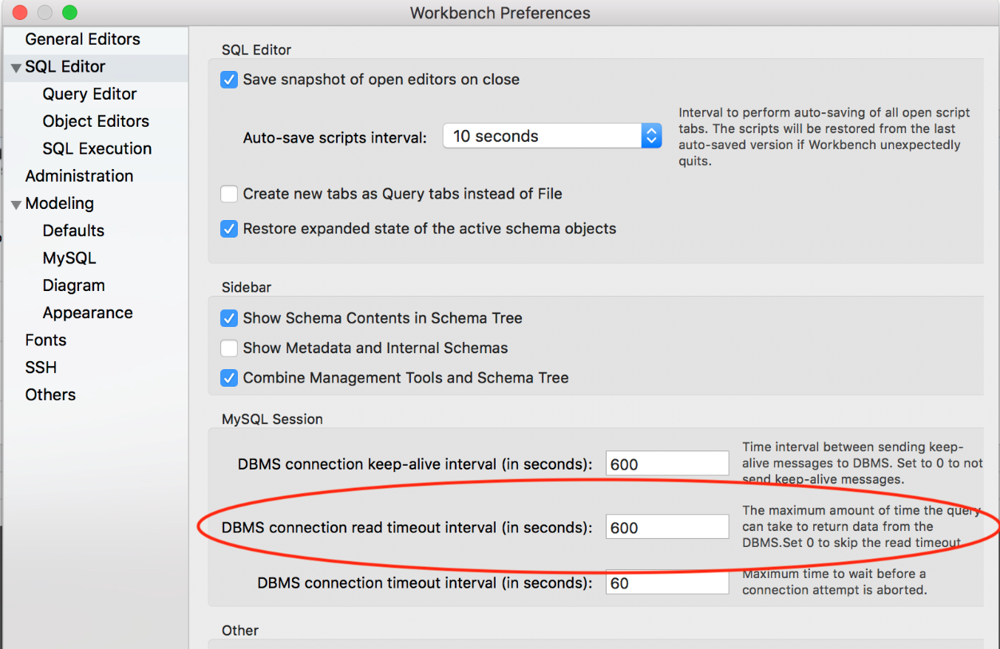 Workbench Preferences
General Editors
SQL Editor
Query Editor
Object Editors
SQL Execution
Administration
Modeling
Defaults
MySQL
Diagram
Appearance
Fonts
SSH
Others
SQL Editor
Save snapshot of open editors on close
Auto-save scripts interval:
10 seconds
Interval to perform auto-saving of all open script
tabs. The scripts will be restored from the last
auto-saved version if Workbench unexpectedly
quits.
Create new tabs as Query tabs instead of File
Restore expanded state of the active schema objects
Sidebar
Show Schema Contents in Schema Tree
Show Metadata and Internal Schemas
Combine Management Tools and Schema Tree
MySQL Session
DBMS connection keep-alive interval (in seconds):
600
Time interval between sending keep-
alive messages to DBMS. Set to 0 to not
send keep-alive messages.
DBMS connection read timeout interval (in seconds):
600
The maximum amount of time the query
can take to return data from the
DBMS.Set 0 to skip the read timeout
DBMS connection timeout interval (in seconds):
60
Maximum time to wait before a
connection attempt is aborted.
Other